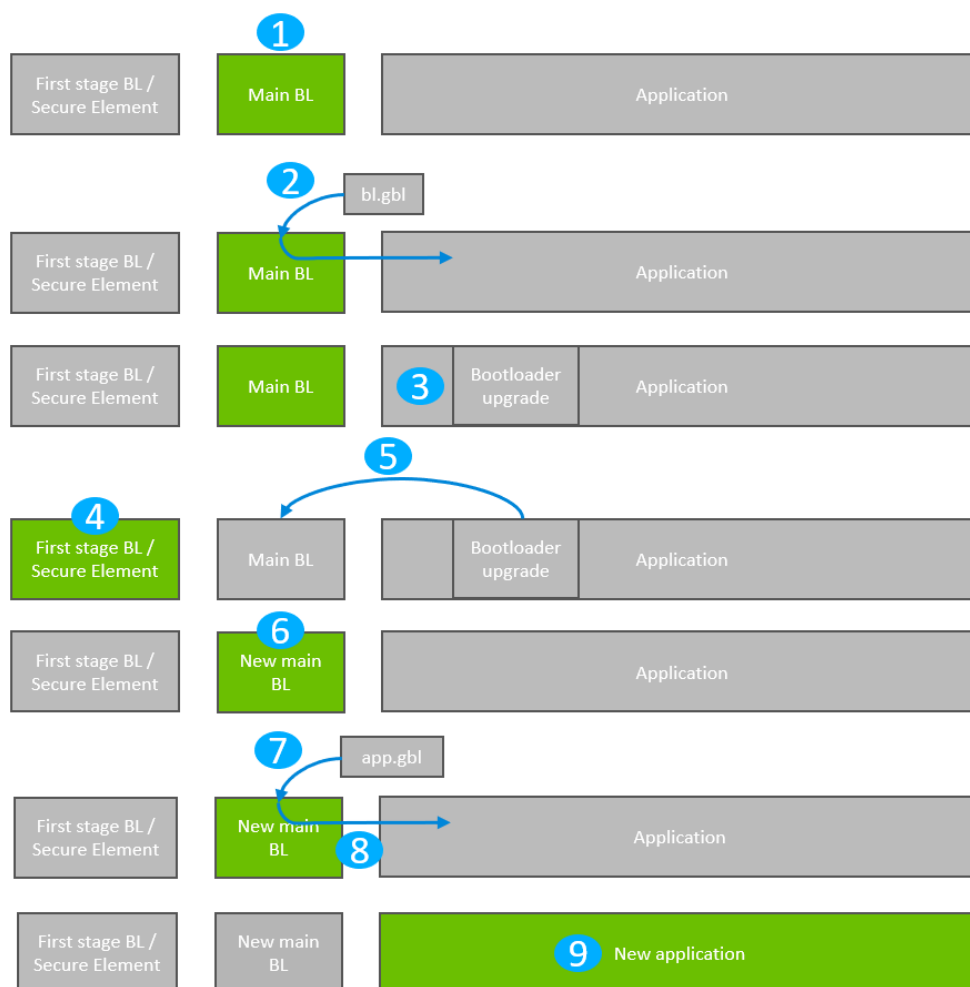 1
First stage BL /
Secure Element
Main BL
Application
2
bl.gbl
First stage BL /
Secure Element
Main BL
Application
First stage BL /
Secure Element
Main BL
3
Bootloader
upgrade
Application
5
4
First stage BL /
Secure Element
Main BL
Bootloader
upgrade
Application
6
First stage BL /
Secure Element
New main
BL
Application
7
app.gbl
First stage BL /
Secure Element
New main
BL
8
Application
First stage BL /
Secure Element
New main
BL
9
New application